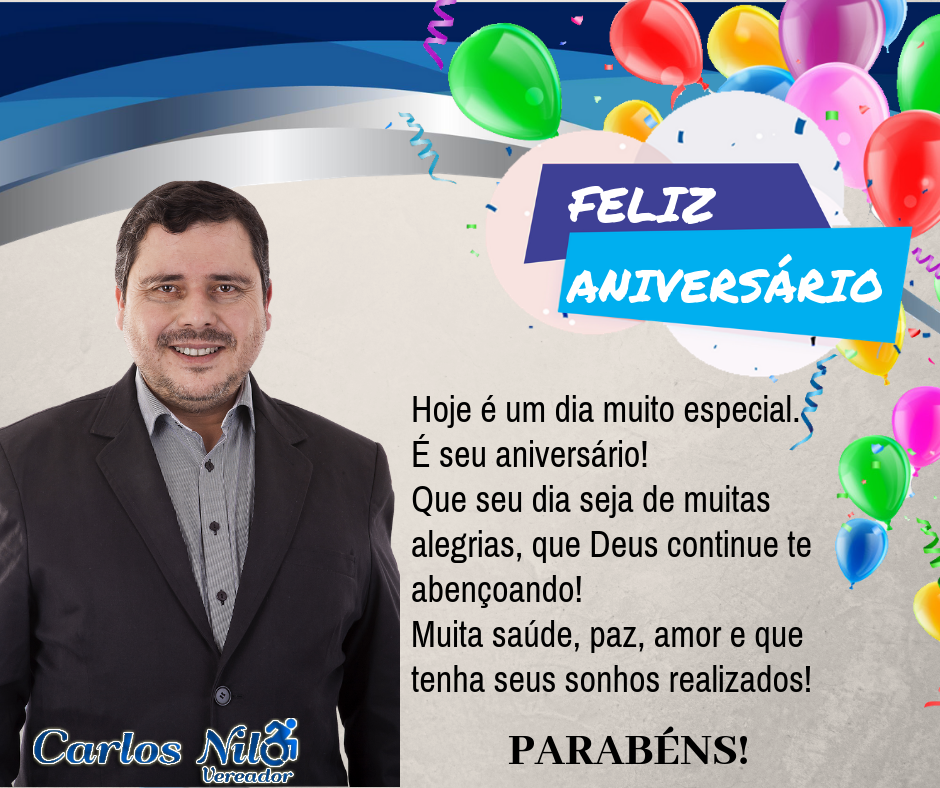 FELIZ
ANIVERSÁRIO
Hoje é um dia muito especial.
É seu aniversário!
Que seu dia seja de muitas
alegrias, que Deus continue te
abençoando!
Muita saúde, paz, amor e que
tenha seus sonhos realizados!
PARABÉNS!
Carlos Nilo
Vereador